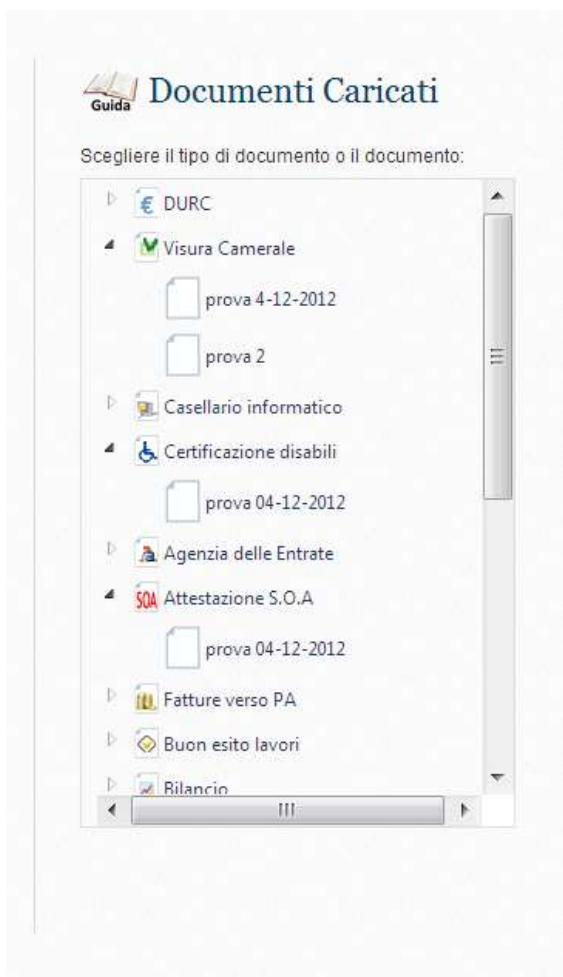 Guida
Documenti Caricati
Scegliere il tipo di documento o il documento:
€ DURC
Visura Camerale
prova 4-12-2012
prova 2
Casellario informatico
Certificazione disabili
prova 04-12-2012
Agenzia delle Entrate
SOA Attestazione S.O.A
prova 04-12-2012
Fatture verso PA
Buon esito lavori
Bilancio